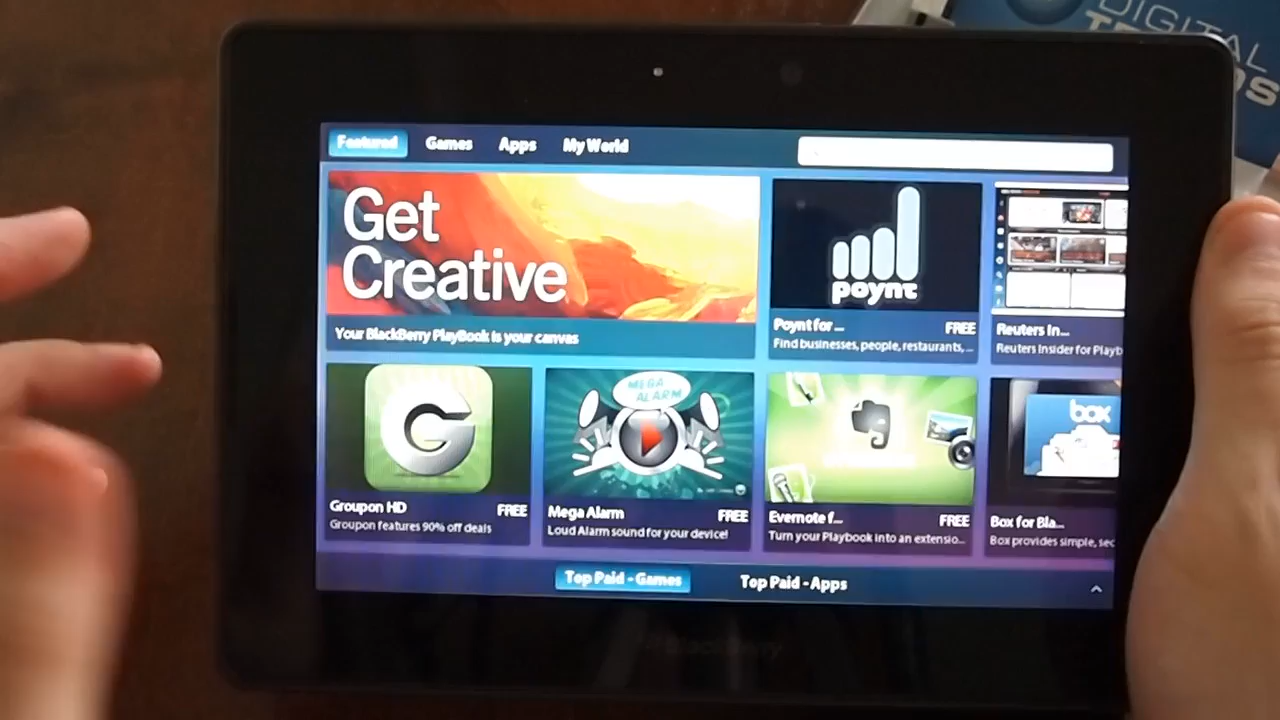 DIGITAL
Featured
Games
Apps
My World
Get
Creative
Your BlackBerry PlayBook is your canvas
poynt
Poynt for ...
FREE
Find businesses, people, restaurants, ...
Reuters In...
Reuters Insider for Playb
G
Groupon HD
FREE
Groupon features 90% off deals
MEGA
ALARM
Mega Alarm
FREE
Loud Alarm sound for your device!
Evernote f...
FREE
Turn your Playbook into an extensio...
box
Box for Bla...
Box provides simple, sec
Top Paid - Games
Top Paid - Apps
BlackBerry